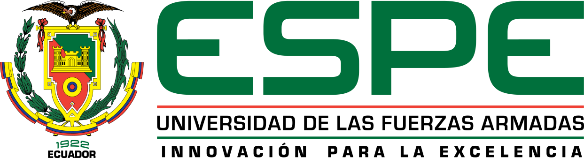 ESPE
UNIVERSIDAD DE LAS FUERZAS ARMADAS
INNOVACIÓN PARA LA EXCELENCIA
1922
ECUADOR